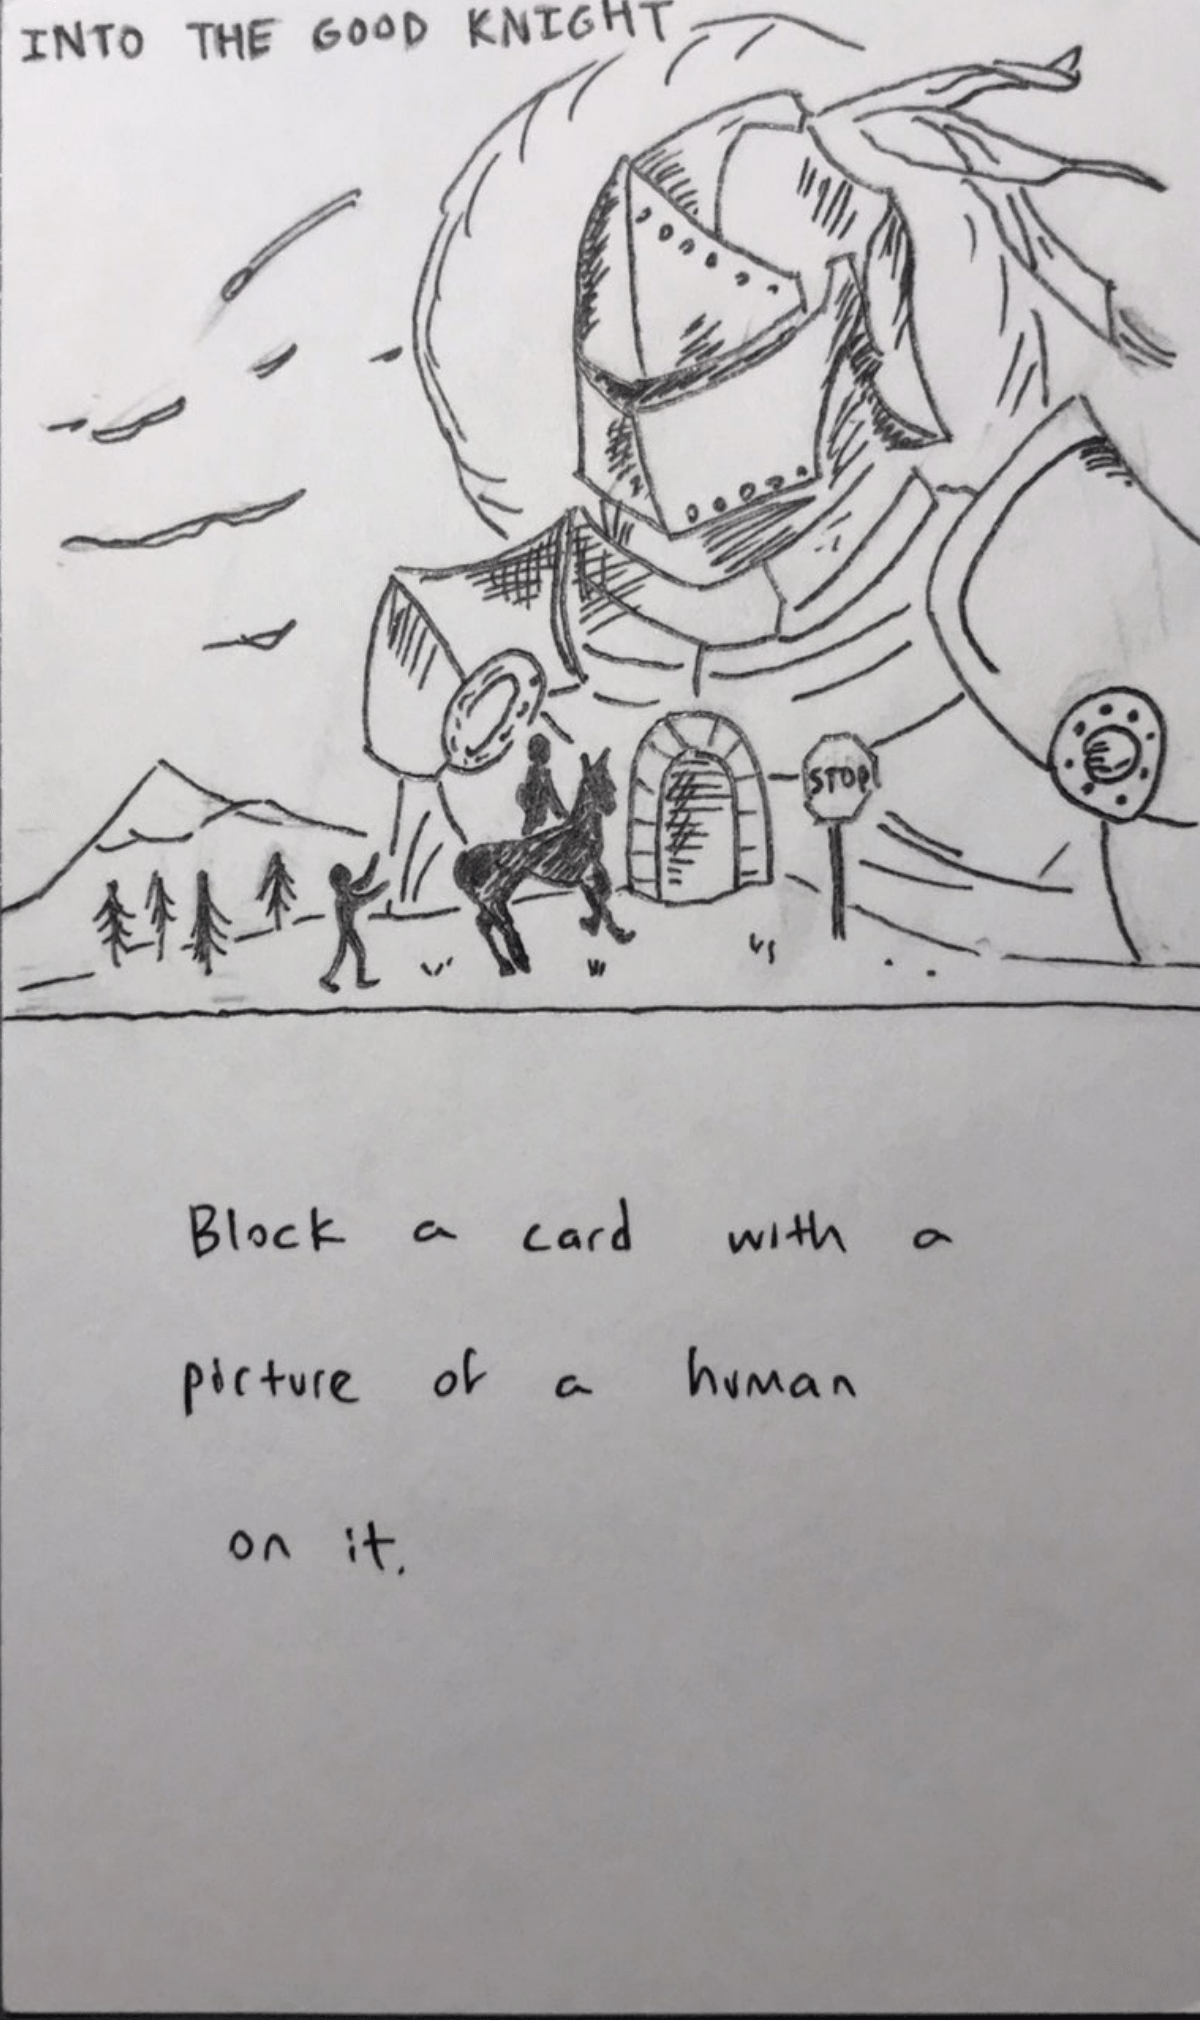 INTO THE GOOD KNIGHT
STOP
Block a card with a
picture of a human
on it.